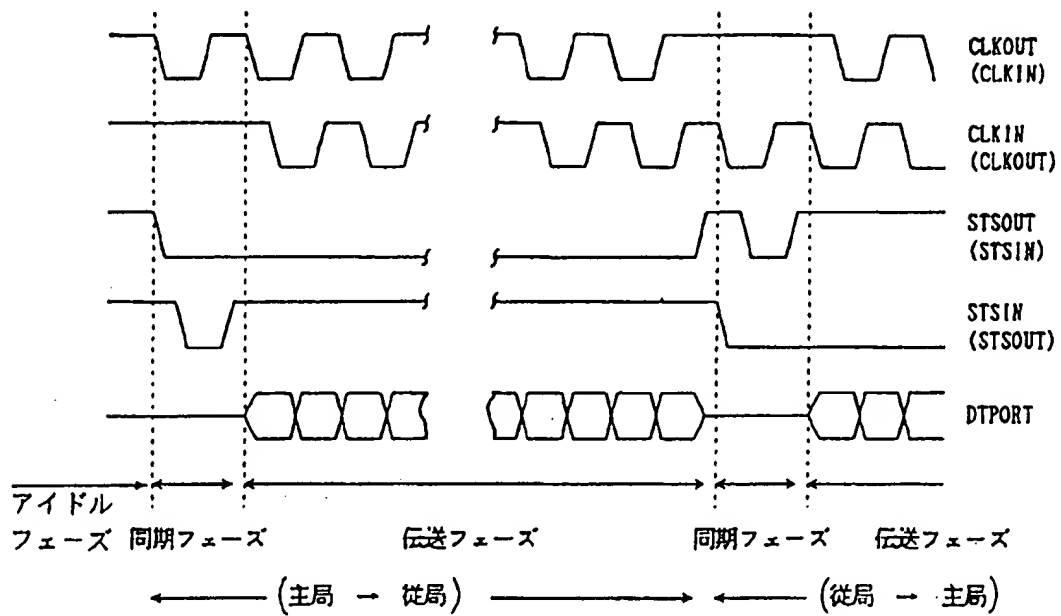 CLKOUT
(CLKIN)
CLKIN
(CLKOUT)
STSOUT
(STSIN)
STSIN
(STSOUT)
DTPORT
アイドル
フェーズ 同期フェーズ 伝送フェーズ 同期フェーズ 伝送フェーズ
(主局 → 従局) (従局 → 主局)